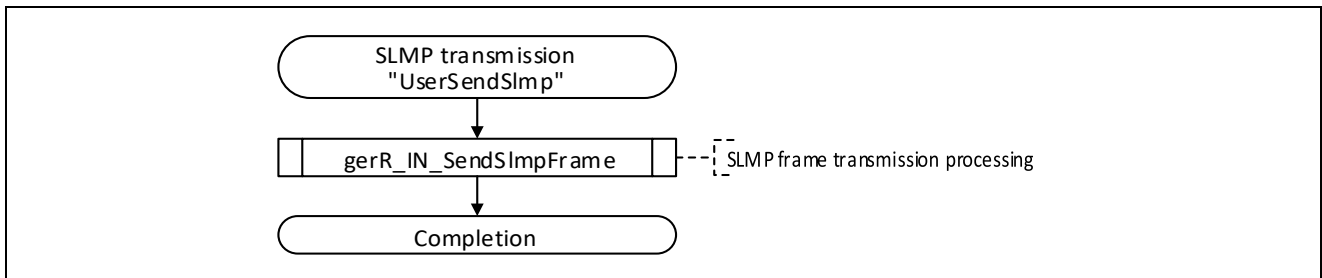 SLMP transmission
"UserSendSlmp"
gerR_IN_SendSlmpFrame
SLMP frame transmission processing
Completion